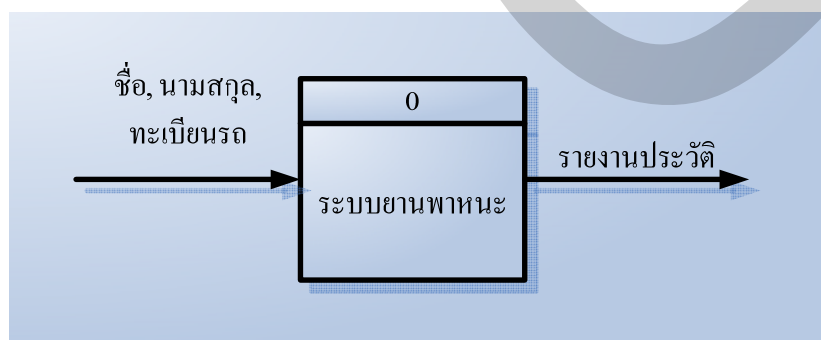 ชื่อ, นามสกุล,
ทะเบียนรถ
0
ระบบยานพาหนะ
รายงานประวัติ